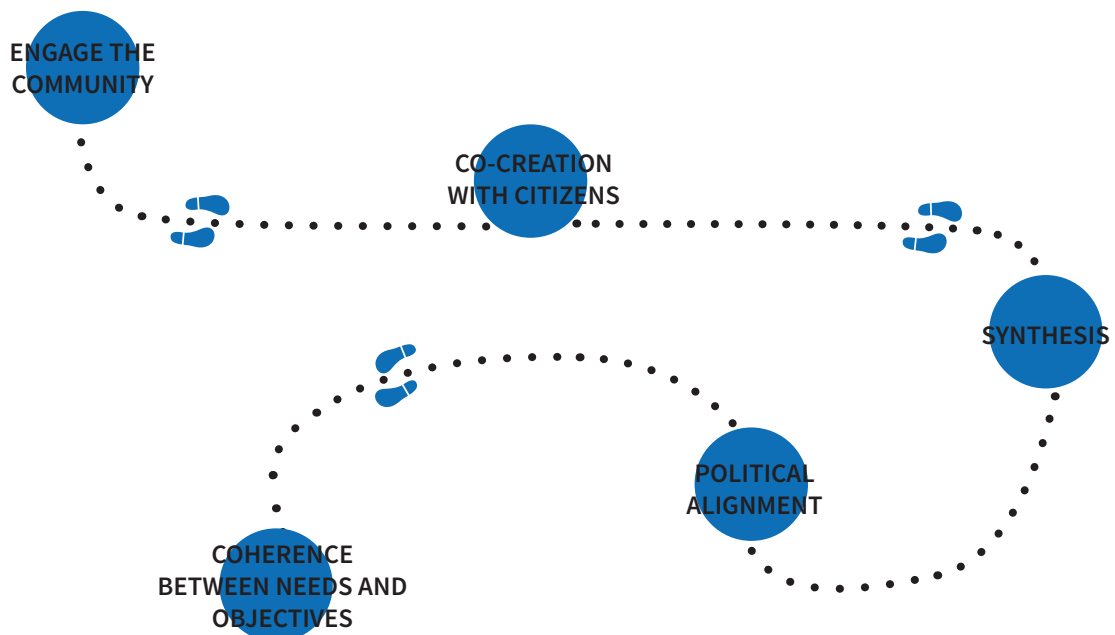 ENGAGE THE
COMMUNITY
CO-CREATION
WITH CITIZENS
SYNTHESIS
POLITICAL
ALIGNMENT
COHERENCE
BETWEEN NEEDS AND
OBJECTIVES